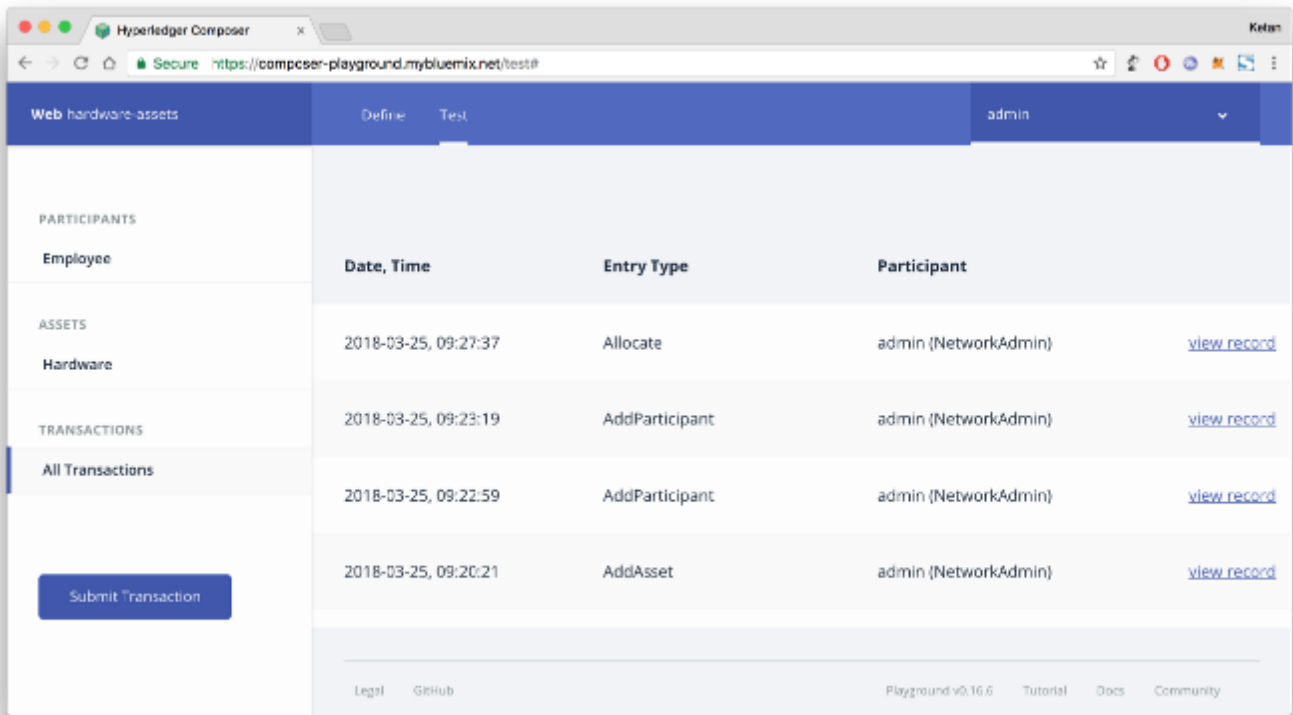 Hyperledger Composer
Ketan
Secure https://composer-playground.mybluemix.net/test#
Web hardware-assets
Define Test
admin
PARTICIPANTS
Employee
ASSETS
Hardware
TRANSACTIONS
All Transactions
Submit Transaction
Date, Time Entry Type Participant
2018-03-25, 09:27:37 Allocate admin (NetworkAdmin) view record
2018-03-25, 09:23:19 AddParticipant admin (NetworkAdmin) view record
2018-03-25, 09:22:59 AddParticipant admin (NetworkAdmin) view record
2018-03-25, 09:20:21 AddAsset admin (NetworkAdmin) view record
Legal GitHub Playground v0.16.6 Tutorial Docs Community